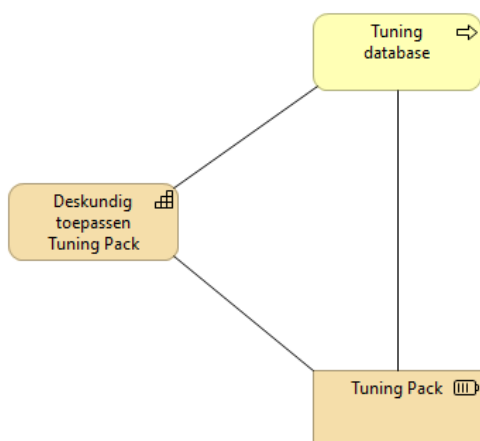 Tuning
database
Deskundig
toepassen
Tuning Pack
Tuning Pack